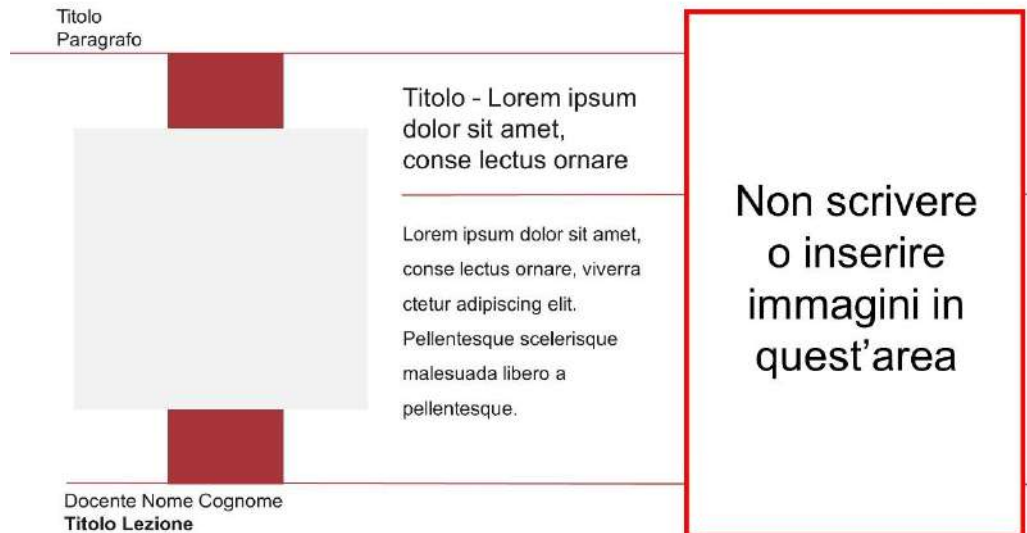 Titolo
Paragrafo
Titolo - Lorem ipsum
dolor sit amet,
conse lectus ornare
Lorem ipsum dolor sit amet,
conse lectus ornare, viverra
ctetur adipiscing elit.
Pellentesque scelerisque
malesuada libero a
pellentesque.
Non scrivere
o inserire
immagini in
quest’area
Docente Nome Cognome
Titolo Lezione